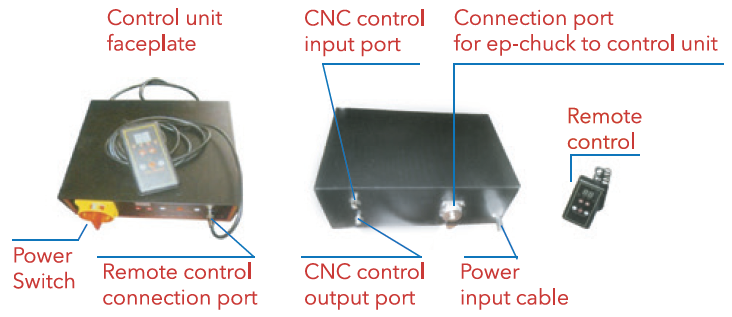 Control unit
faceplate
CNC control
input port
Connection port
for ep-chuck to control unit
Remote
control
Power
Switch
Remote control
connection port
CNC control
output port
Power
input cable